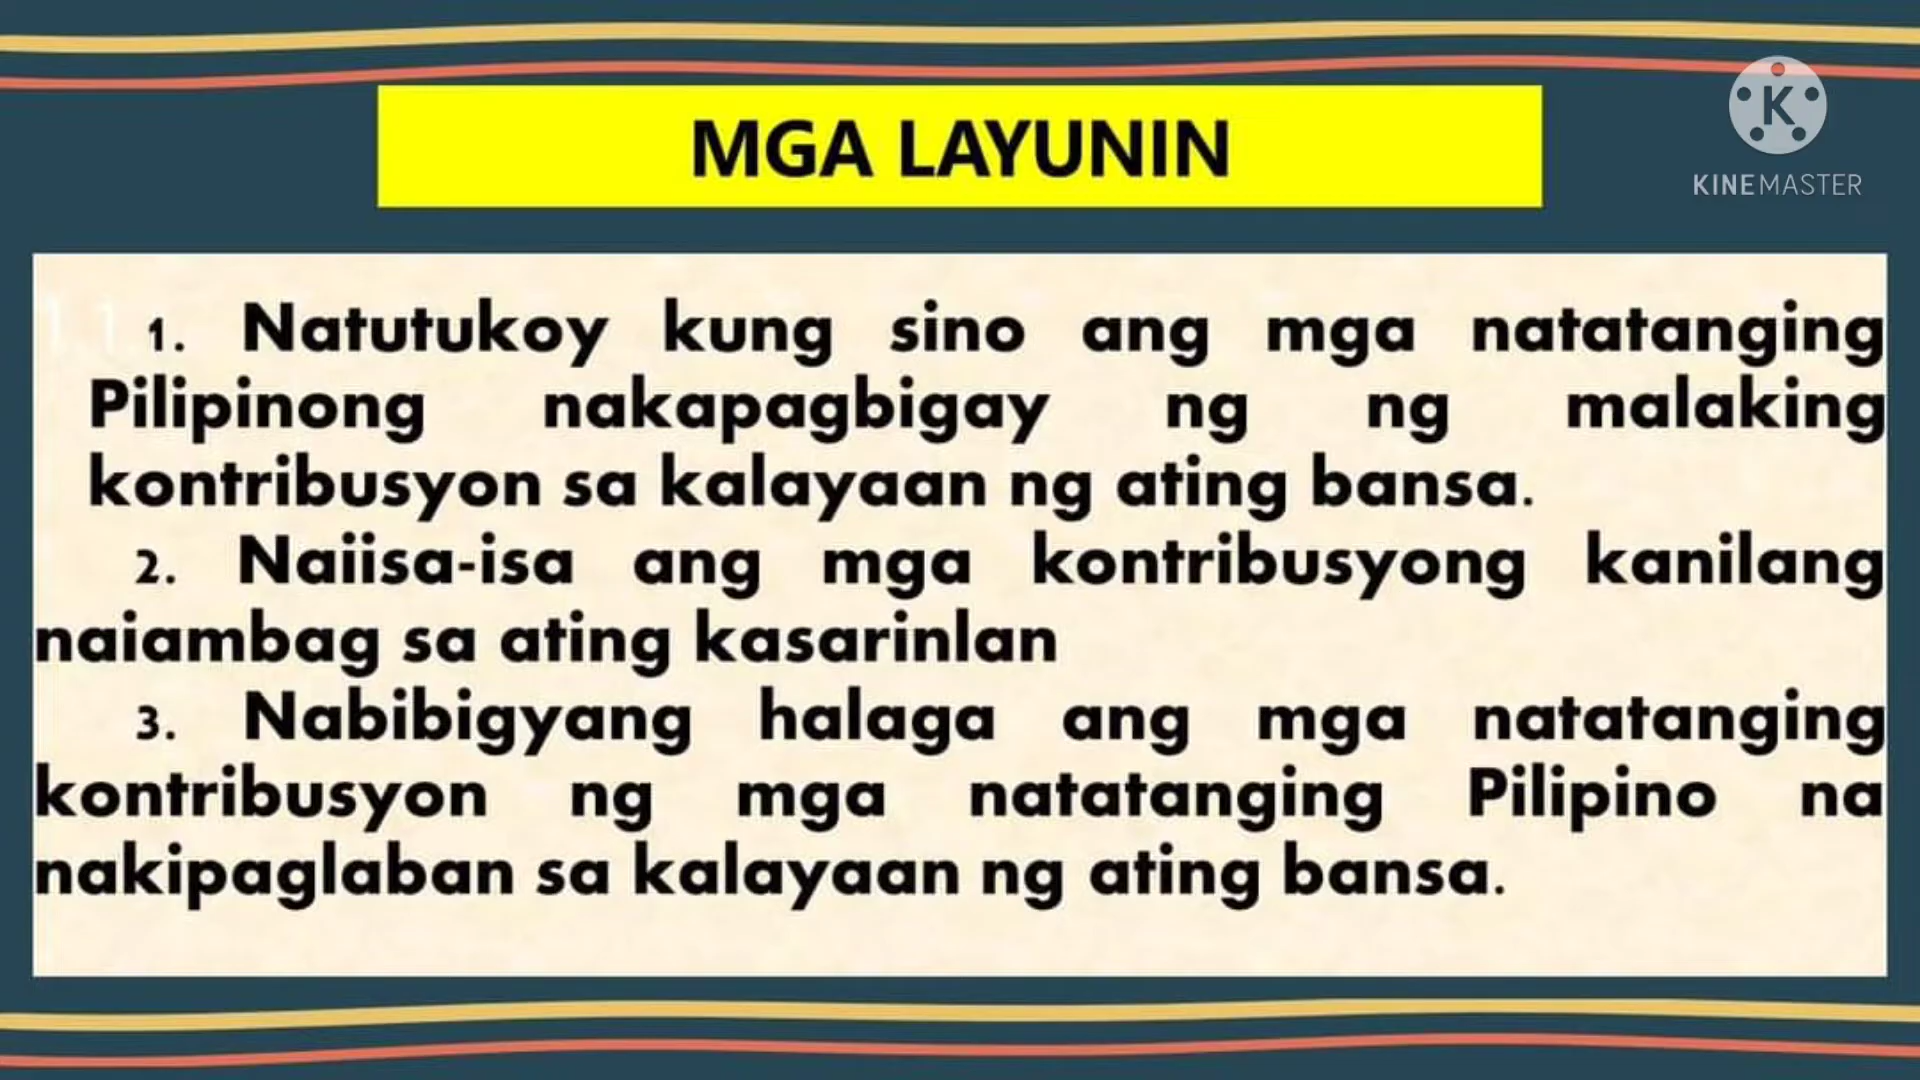 MGA LAYUNIN
K
KINEMASTER
1. Natutukoy kung sino ang mga natatanging
Pilipinong nakapagbigay ng ng malaking
kontribusyon sa kalayaan ng ating bansa.
2. Naiisa-isa ang mga kontribusyong kanilang
naiambag sa ating kasarinlan
3. Nabibigyang halaga ang mga natatanging
kontribusyon ng mga natatanging Pilipino na
nakipaglaban sa kalayaan ng ating bansa.